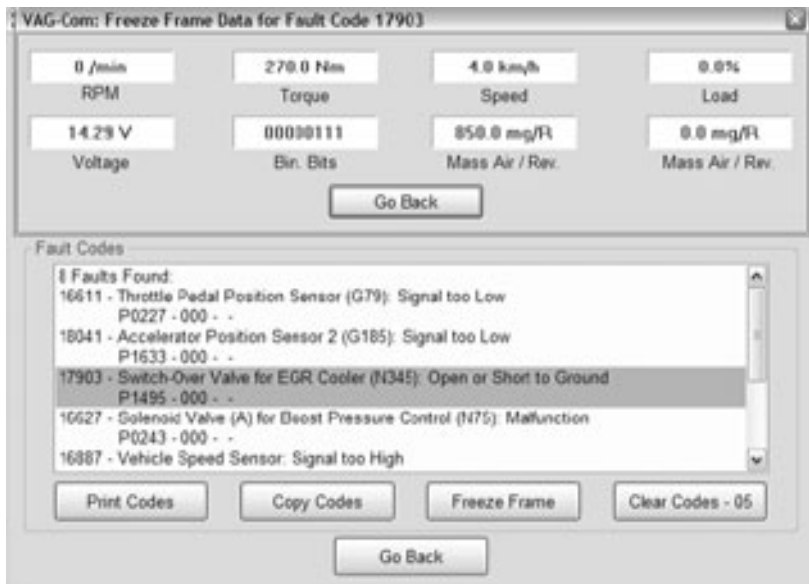 VAG-Com: Freeze Frame Data for Fault Code 17903
0 /min 270.0 Nm 4.0 km/h 0.0%
RPM Torque Speed Load
14.29 V 00000111 850.0 mg/R 0.0 mg/R
Voltage Bin. Bits Mass Air / Rev. Mass Air / Rev.
Go Back
Fault Codes
8 Faults Found:
16611 - Throttle Pedal Position Sensor (G79): Signal too Low
P0227 - 000 - -
18041 - Accelerator Position Sensor 2 (G185): Signal too Low
P1633 - 000 - -
17903 - Switch-Over Valve for EGR Cooler (N345): Open or Short to Ground
P1495 - 000 - -
16627 - Solenoid Valve (A) for Boost Pressure Control (N75): Malfunction
P0243 - 000 - -
16887 - Vehicle Speed Sensor: Signal too High
Print Codes Copy Codes Freeze Frame Clear Codes - 05
Go Back